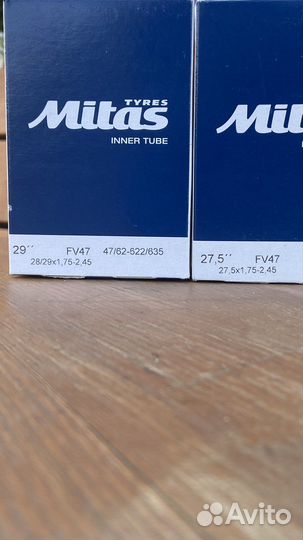 TYRES
Mitas
INNER TUBE
29´´ FV47 47/62-622/635
28/29x1,75-2,45
Mit
27,5´´ FV47
27,5x1,75-2,45
Avito